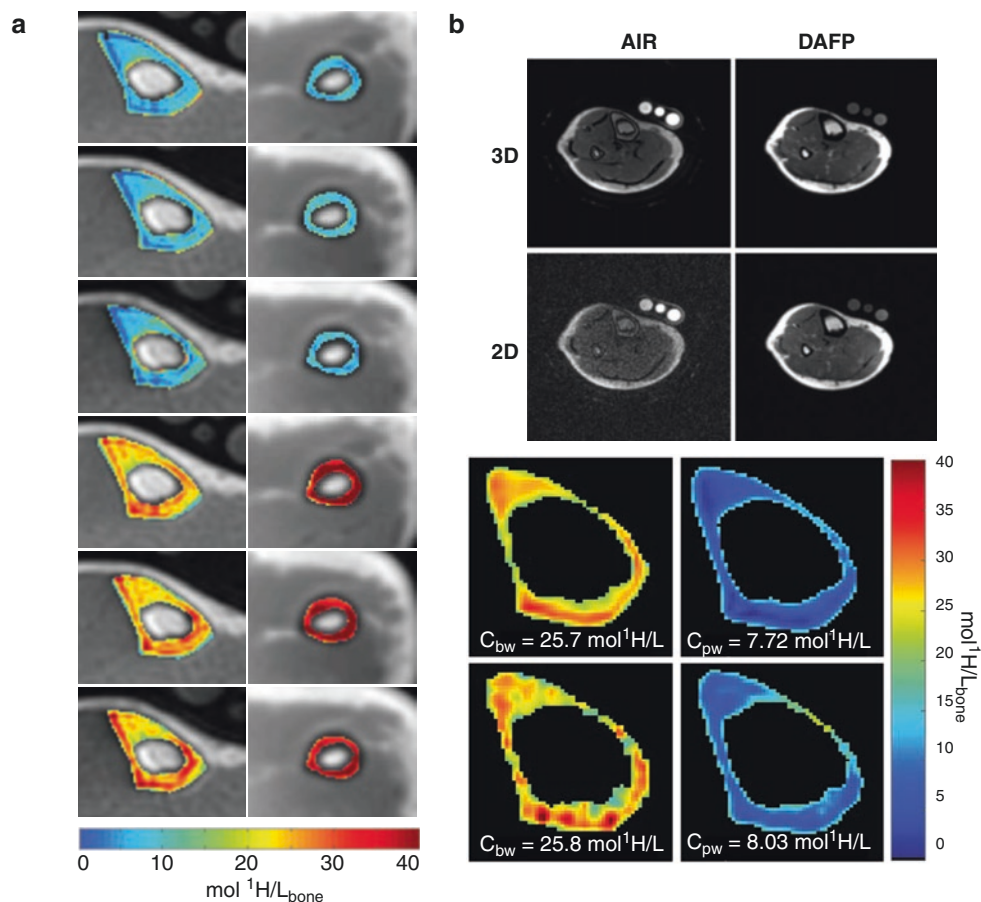 a
0 10 20 30 40
mol ¹H/L_bone
b
AIR DAFP
3D
2D
C_bw = 25.7 mol¹H/L
C_pw = 7.72 mol¹H/L
C_bw = 25.8 mol¹H/L
C_pw = 8.03 mol¹H/L
40
35
30
25
20
15
10
5
0
mol¹H/L_bone